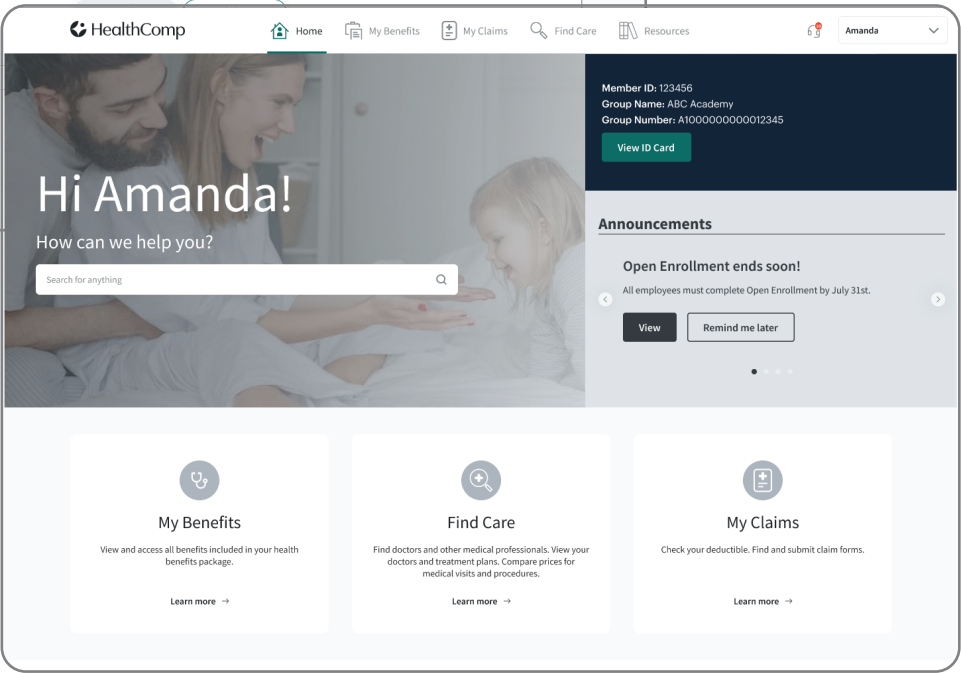 HealthComp
Home
My Benefits
My Claims
Find Care
Resources
Amanda
Member ID: 123456
Group Name: ABC Academy
Group Number: A1000000000012345
View ID Card
Hi Amanda!
How can we help you?
Search for anything
Announcements
Open Enrollment ends soon!
All employees must complete Open Enrollment by July 31st.
View
Remind me later
My Benefits
View and access all benefits included in your health
benefits package.
Learn more →
Find Care
Find doctors and other medical professionals. View your
doctors and treatment plans. Compare prices for
medical visits and procedures.
Learn more →
My Claims
Check your deductible. Find and submit claim forms.
Learn more →